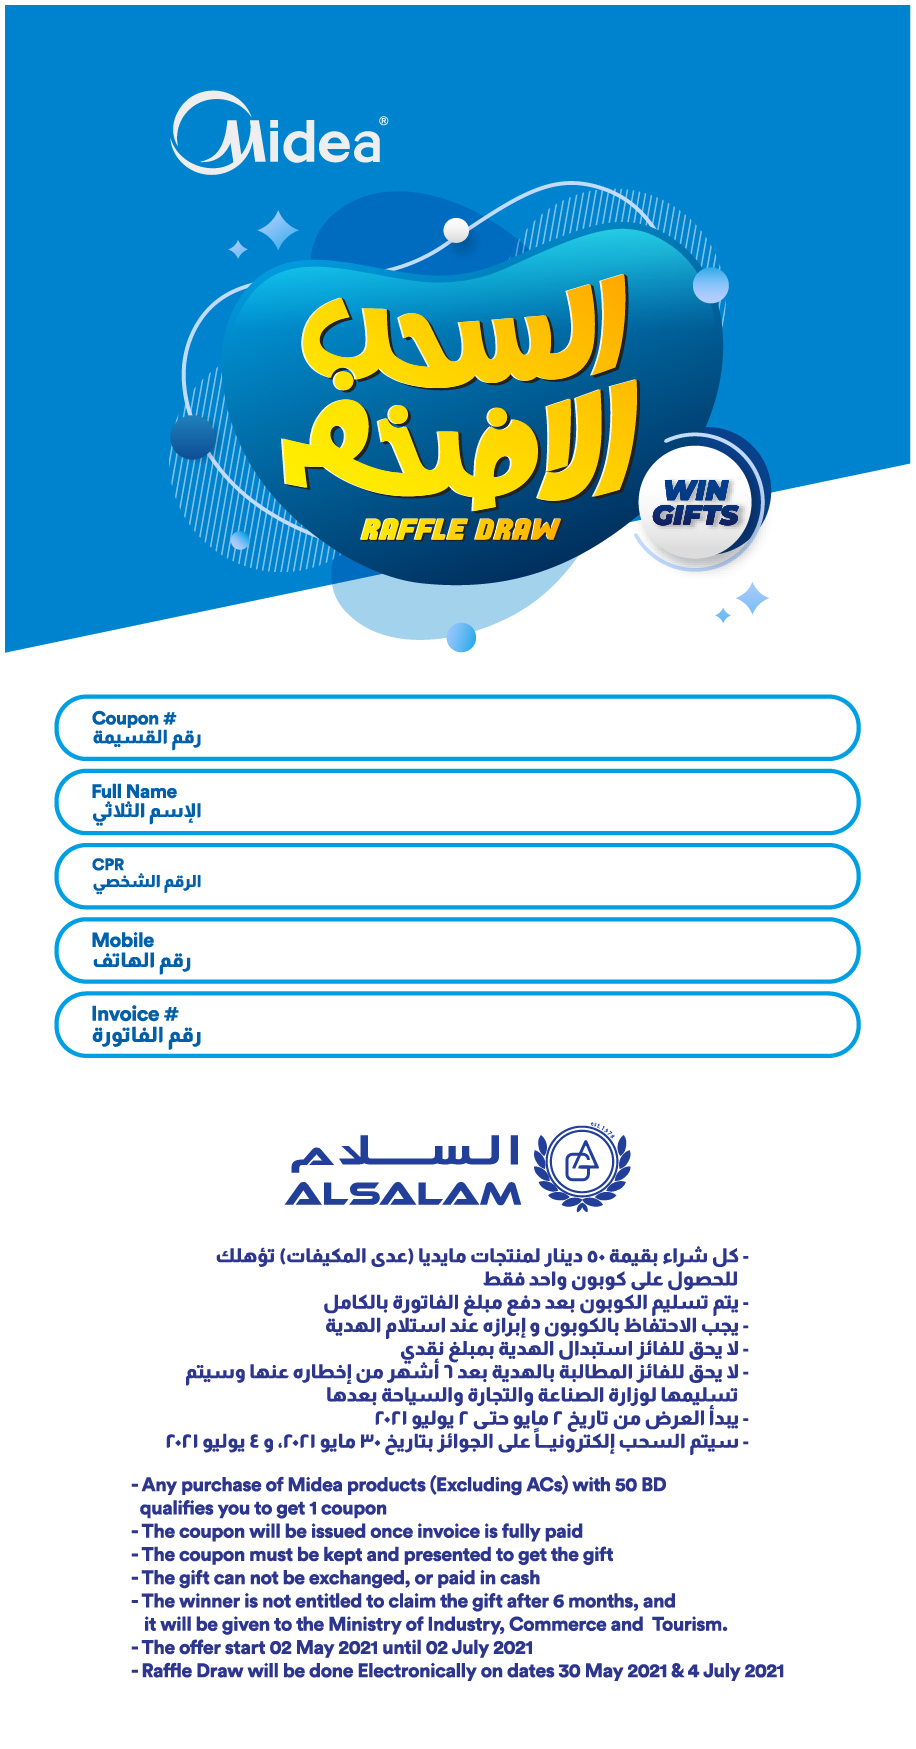 Midea®
السحب
الاضخم
RAFFLE DRAW
WIN
GIFTS
Coupon #
رقم القسيمة
Full Name
الإسم الثلاثي
CPR
الرقم الشخصي
Mobile
رقم الهاتف
Invoice #
رقم الفاتورة
est.1978
السلام
ALSALAM
- كل شراء بقيمة ٥٠ دينار لمنتجات مايديا (عدى المكيفات) تؤهلك
للحصول على كوبون واحد فقط
- يتم تسليم الكوبون بعد دفع مبلغ الفاتورة بالكامل
- يجب الاحتفاظ بالكوبون و إبرازه عند استلام الهدية
- لا يحق للفائز استبدال الهدية بمبلغ نقدي
- لا يحق للفائز المطالبة بالهدية بعد ٦ أشهر من إخطاره عنها وسيتم
تسليمها لوزارة الصناعة والتجارة والسياحة بعدها
- يبدأ العرض من تاريخ ٢ مايو حتى ٢ يوليو ٢٠٢١
- سيتم السحب إلكترونيـاً على الجوائز بتاريخ ٣٠ مايو ٢٠٢١، و ٤ يوليو ٢٠٢١
- Any purchase of Midea products (Excluding ACs) with 50 BD
qualifies you to get 1 coupon
- The coupon will be issued once invoice is fully paid
- The coupon must be kept and presented to get the gift
- The gift can not be exchanged, or paid in cash
- The winner is not entitled to claim the gift after 6 months, and
it will be given to the Ministry of Industry, Commerce and Tourism.
- The offer start 02 May 2021 until 02 July 2021
- Raffle Draw will be done Electronically on dates 30 May 2021 & 4 July 2021